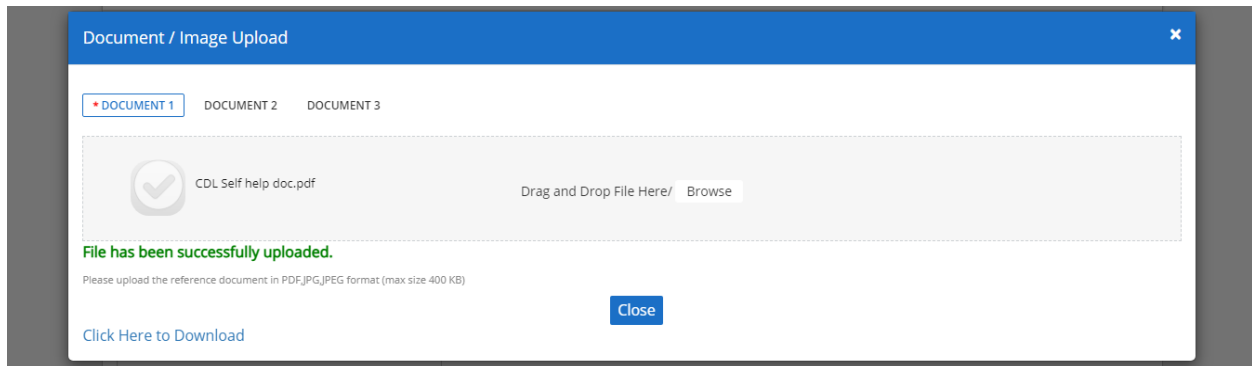 Document / Image Upload ×
* DOCUMENT 1 DOCUMENT 2 DOCUMENT 3
CDL Self help doc.pdf
Drag and Drop File Here/ Browse
File has been successfully uploaded.
Please upload the reference document in PDF,JPG,JPEG format (max size 400 KB)
Close
Click Here to Download